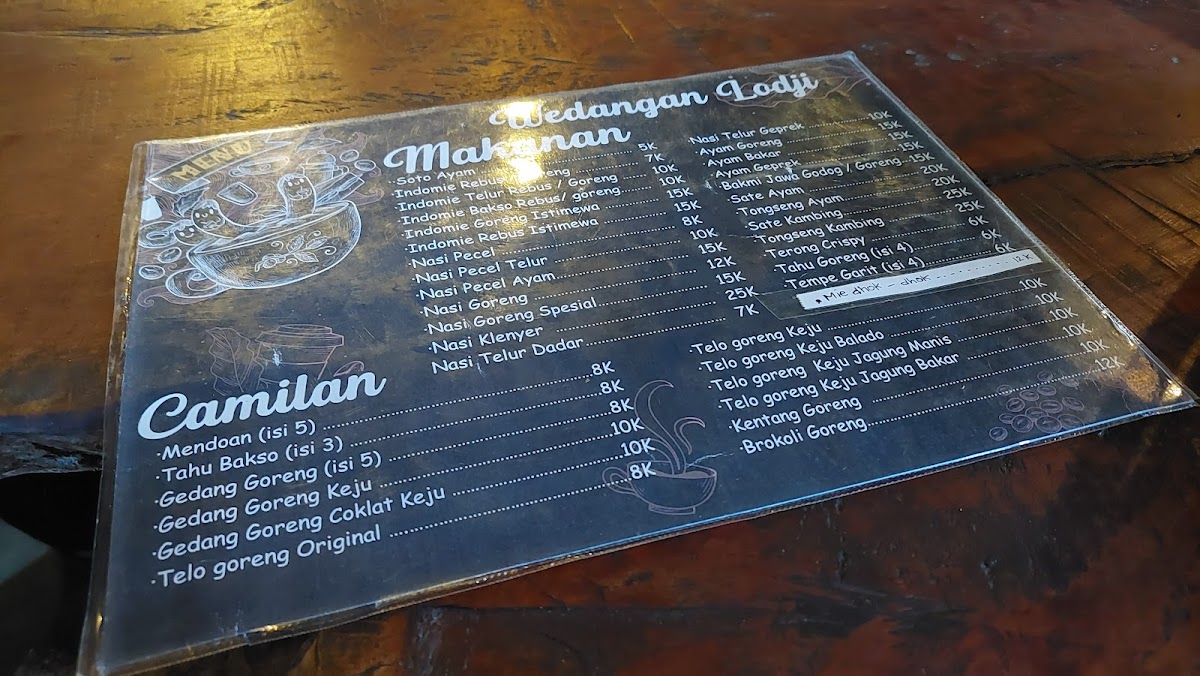 MENU
Wedangan Lodji
Makanan
·Soto Ayam 5K
·Indomie Rebus / Goreng 7K
·Indomie Telur Rebus / Goreng 10K
·Indomie Bakso Rebus/ goreng 10K
·Indomie Goreng Istimewa 15K
·Indomie Rebus Istimewa 15K
·Nasi Pecel 8K
·Nasi Pecel Telur 10K
·Nasi Pecel Ayam 15K
·Nasi Goreng 12K
·Nasi Goreng Spesial 15K
·Nasi Klenyer 25K
·Nasi Telur Dadar 7K
·Nasi Telur Geprek 10K
·Ayam Goreng 15K
·Ayam Bakar 15K
·Ayam Geprek 15K
·Bakmi Jawa Godog / Goreng 15K
·Sate Ayam 20K
·Tongseng Ayam 20K
·Sate Kambing 25K
·Tongseng Kambing 25K
·Terong Crispy 6K
·Tahu Goreng (isi 4) 6K
·Tempe Garit (isi 4) 6K
·Mie dhok - dhok 12K
Camilan
·Mendoan (isi 5) 8K
·Tahu Bakso (isi 3) 8K
·Gedang Goreng (isi 5) 8K
·Gedang Goreng Keju 10K
·Gedang Goreng Coklat Keju 10K
·Telo goreng Original 8K
·Telo goreng Keju 10K
·Telo goreng Keju Balado 10K
·Telo goreng Keju Jagung Manis 10K
·Telo goreng Keju Jagung Bakar 10K
·Kentang Goreng 10K
·Brokoli Goreng 12K